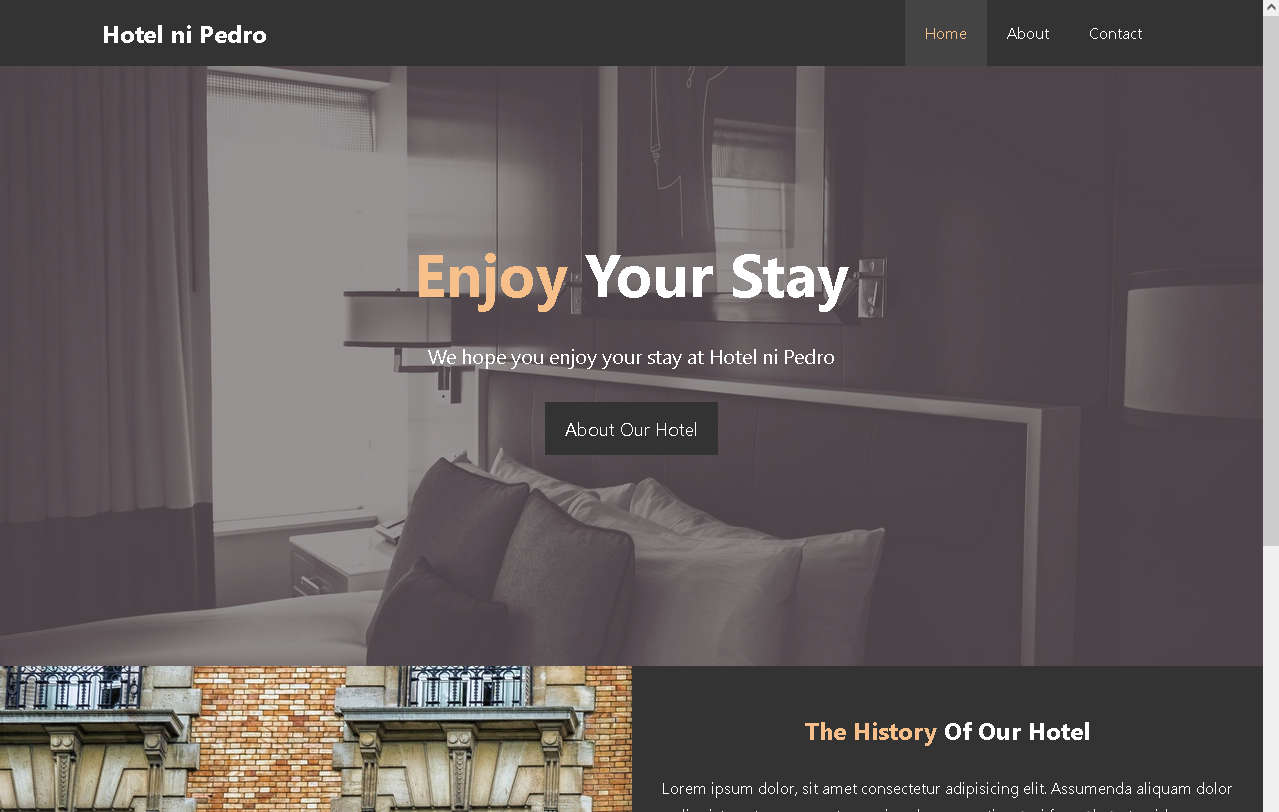 Hotel ni Pedro
Home About Contact
Enjoy Your Stay
We hope you enjoy your stay at Hotel ni Pedro
About Our Hotel
The History Of Our Hotel
Lorem ipsum dolor, sit amet consectetur adipisicing elit. Assumenda aliquam dolor